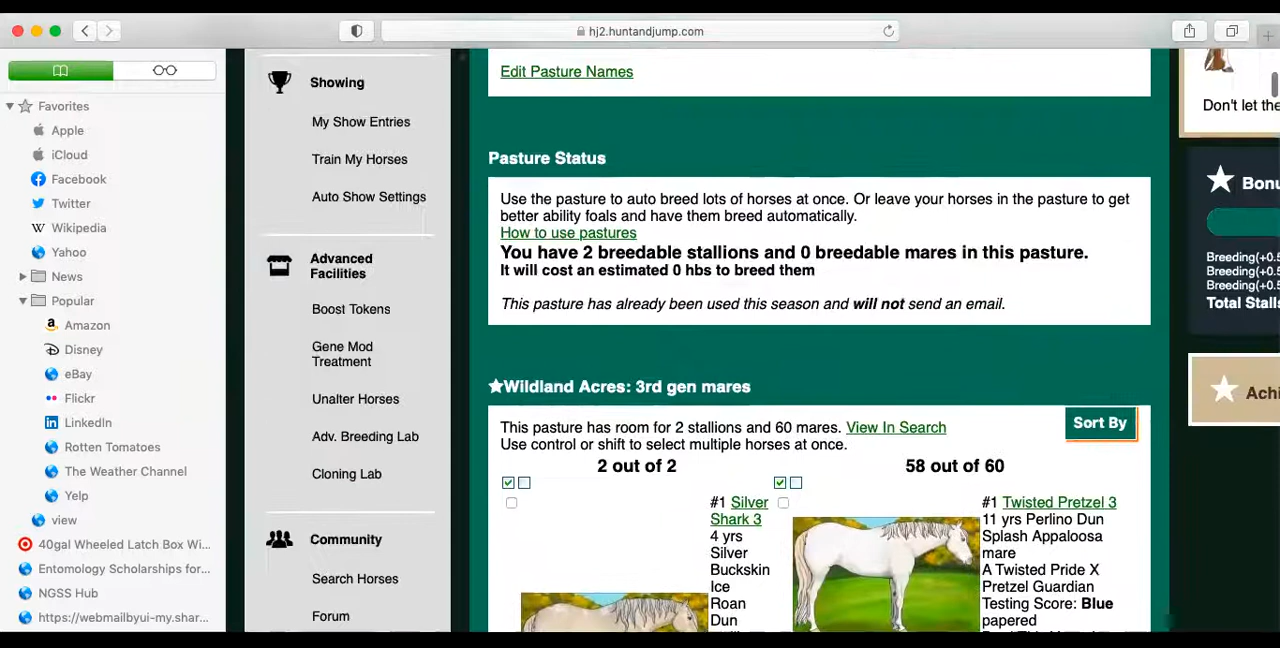 hj2.huntandjump.com
Favorites
Apple
iCloud
Facebook
Twitter
Wikipedia
Yahoo
News
Popular
Amazon
Disney
eBay
Flickr
LinkedIn
Rotten Tomatoes
The Weather Channel
Yelp
view
40gal Wheeled Latch Box Wi...
Entomology Scholarships for...
NGSS Hub
https://webmailbyui-my.shar...
Showing
My Show Entries
Train My Horses
Auto Show Settings
Advanced
Facilities
Boost Tokens
Gene Mod
Treatment
Unalter Horses
Adv. Breeding Lab
Cloning Lab
Community
Search Horses
Forum
Edit Pasture Names
Pasture Status
Use the pasture to auto breed lots of horses at once. Or leave your horses in the pasture to get
better ability foals and have them breed automatically.
How to use pastures
You have 2 breedable stallions and 0 breedable mares in this pasture.
It will cost an estimated 0 hbs to breed them
This pasture has already been used this season and will not send an email.
★Wildland Acres: 3rd gen mares
This pasture has room for 2 stallions and 60 mares. View In Search
Use control or shift to select multiple horses at once.
Sort By
2 out of 2
#1 Silver
Shark 3
4 yrs
Silver
Buckskin
Ice
Roan
Dun
58 out of 60
#1 Twisted Pretzel 3
11 yrs Perlino Dun
Splash Appaloosa
mare
A Twisted Pride X
Pretzel Guardian
Testing Score: Blue
papered
Don't let the
Bonu
Breeding(+0.5
Breeding(+0.5
Breeding(+0.5
Total Stalls
Achi